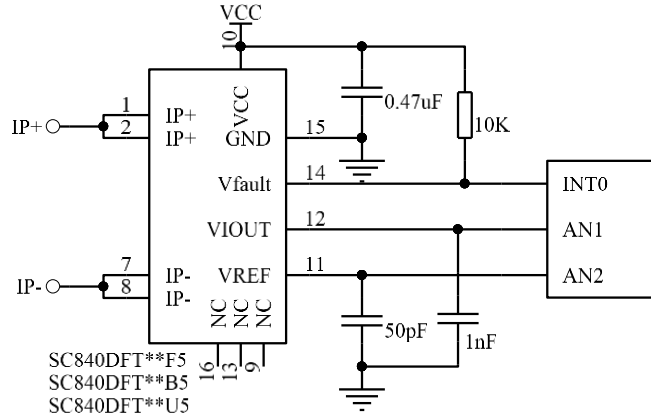 VCC
10
1
IP+
VCC
0.47uF
IP+
2
IP+
GND
15
10K
Vfault
14
INT0
VIOUT
12
AN1
7
IP-
VREF
11
AN2
IP-
8
IP-
NC
NC
NC
50pF
1nF
16
13
9
SC840DFT**F5
SC840DFT**B5
SC840DFT**U5